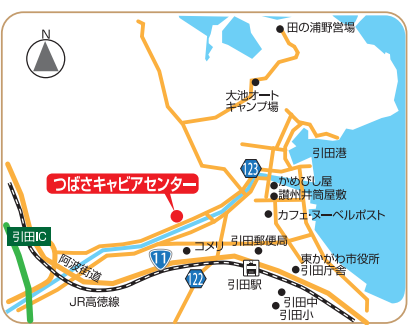 N
田の浦野営場
大池オート
キャンプ場
引田港
123
つばさキャビアセンター
かめびし屋
讃州井筒屋敷
カフェ・ヌーベルポスト
引田IC
阿波街道
コメリ
引田郵便局
11
東かがわ市役所
引田庁舎
122
引田駅
JR高徳線
引田中
引田小